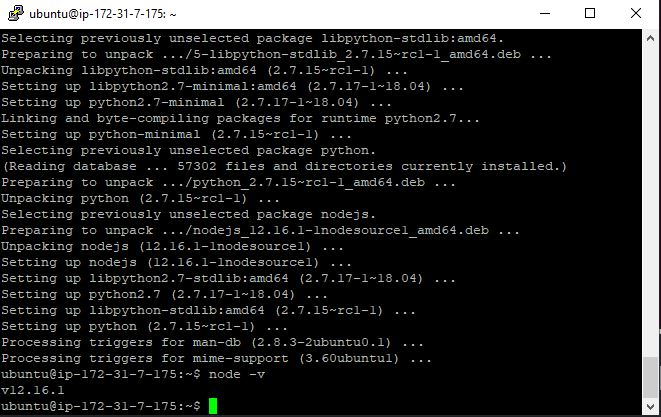 ubuntu@ip-172-31-7-175: ~
Selecting previously unselected package libpython-stdlib:amd64.
Preparing to unpack .../5-libpython-stdlib_2.7.15~rc1-1_amd64.deb ...
Unpacking libpython-stdlib:amd64 (2.7.15~rc1-1) ...
Setting up libpython2.7-minimal:amd64 (2.7.17-1~18.04) ...
Setting up python2.7-minimal (2.7.17-1~18.04) ...
Linking and byte-compiling packages for runtime python2.7...
Setting up python-minimal (2.7.15~rc1-1) ...
Selecting previously unselected package python.
(Reading database ... 57302 files and directories currently installed.)
Preparing to unpack .../python_2.7.15~rc1-1_amd64.deb ...
Unpacking python (2.7.15~rc1-1) ...
Selecting previously unselected package nodejs.
Preparing to unpack .../nodejs_12.16.1-1nodesource1_amd64.deb ...
Unpacking nodejs (12.16.1-1nodesource1) ...
Setting up nodejs (12.16.1-1nodesource1) ...
Setting up libpython2.7-stdlib:amd64 (2.7.17-1~18.04) ...
Setting up python2.7 (2.7.17-1~18.04) ...
Setting up libpython-stdlib:amd64 (2.7.15~rc1-1) ...
Setting up python (2.7.15~rc1-1) ...
Processing triggers for man-db (2.8.3-2ubuntu0.1) ...
Processing triggers for mime-support (3.60ubuntu1) ...
ubuntu@ip-172-31-7-175:~$ node -v
v12.16.1
ubuntu@ip-172-31-7-175:~$